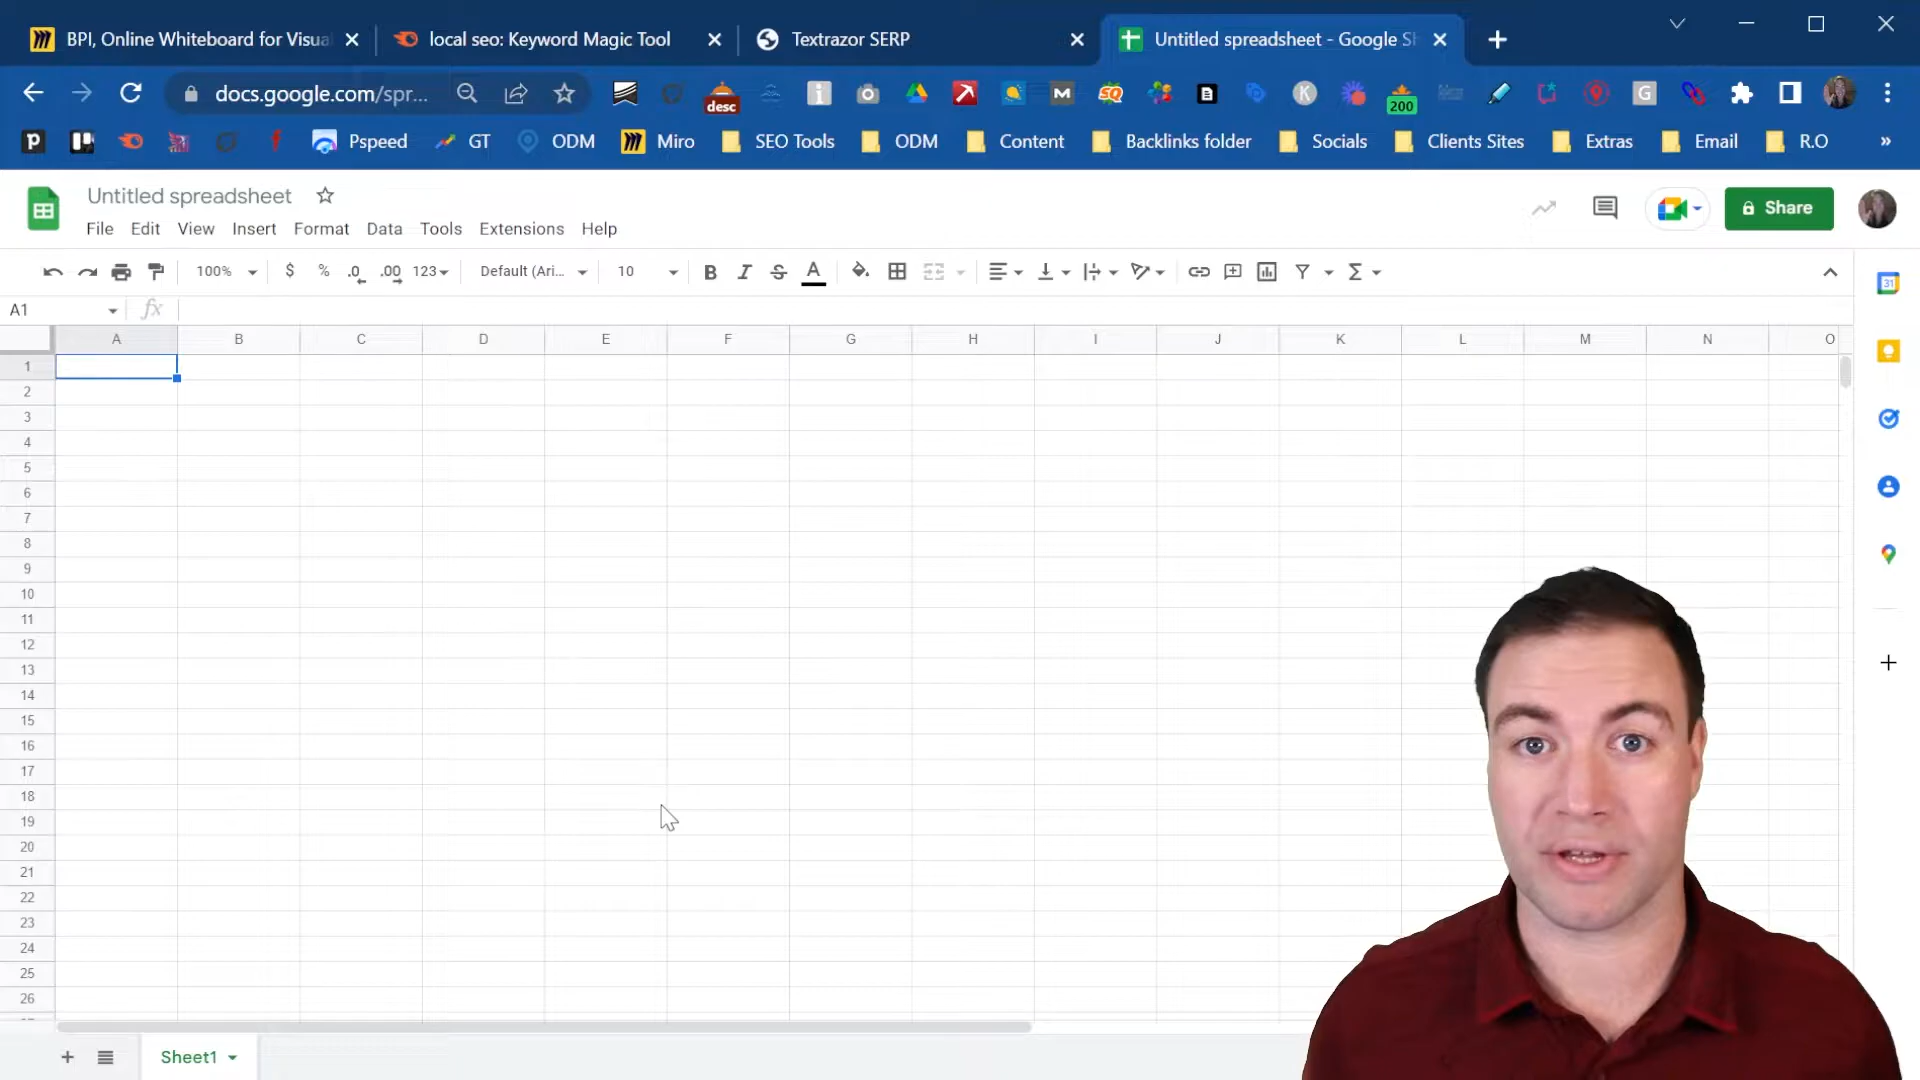 BPI, Online Whiteboard for Visua
local seo: Keyword Magic Tool
Textrazor SERP
Untitled spreadsheet - Google Sh
docs.google.com/spr...
desc
200
Pspeed
GT
ODM
Miro
SEO Tools
ODM
Content
Backlinks folder
Socials
Clients Sites
Extras
Email
R.O
»
Untitled spreadsheet
File Edit View Insert Format Data Tools Extensions Help
Share
100% $ % .0 .00 123 Default (Ari... 10 B I S A Σ
A1 fx
A B C D E F G H I J K L M N O
1
2
3
4
5
6
7
8
9
10
11
12
13
14
15
16
17
18
19
20
21
22
23
24
25
26
31
+ Sheet1